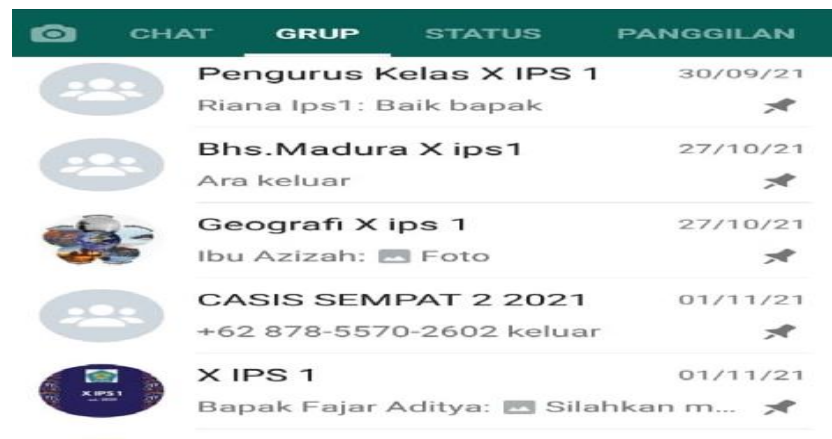 CHAT GRUP STATUS PANGGILAN
Pengurus Kelas X IPS 1 30/09/21
Riana Ips1: Baik bapak
Bhs.Madura X ips1 27/10/21
Ara keluar
Geografi X ips 1 27/10/21
Ibu Azizah: Foto
CASIS SEMPAT 2 2021 01/11/21
+62 878-5570-2602 keluar
X IPS 1
X IPS 1 01/11/21
Bapak Fajar Aditya: Silahkan m...